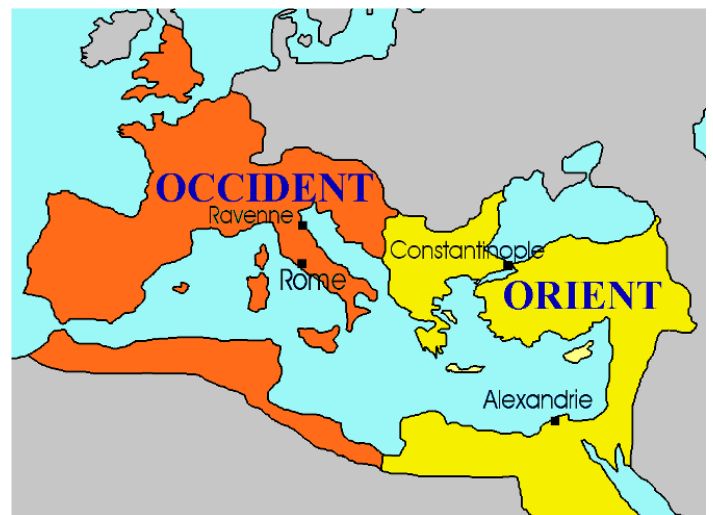 OCCIDENT
Ravenne
Rome
Constantinople
ORIENT
Alexandrie